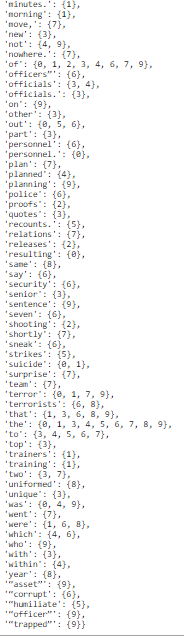 'minutes.': {1},
'morning': {1},
'move,': {7},
'new': {3},
'not': {4, 9},
'nowhere.': {7},
'of': {0, 1, 2, 3, 4, 6, 7, 9},
'officers”': {6},
'officials': {3, 4},
'officials.': {3},
'on': {9},
'other': {3},
'out': {0, 5, 6},
'part': {3},
'personnel': {6},
'personnel.': {0},
'plan': {7},
'planned': {4},
'planning': {9},
'police': {6},
'proofs': {2},
'quotes': {3},
'recounts.': {5},
'relations': {7},
'releases': {2},
'resulting': {0},
'same': {8},
'say': {6},
'security': {6},
'senior': {3},
'sentence': {9},
'seven': {6},
'shooting': {2},
'shortly': {7},
'sneak': {6},
'strikes': {5},
'suicide': {0, 1},
'surprise': {7},
'team': {7},
'terror': {0, 1, 7, 9},
'terrorists': {6, 8},
'that': {1, 3, 6, 8, 9},
'the': {0, 1, 3, 4, 5, 6, 7, 8, 9},
'to': {3, 4, 5, 6, 7},
'top': {3},
'trainers': {1},
'training': {1},
'two': {3, 7},
'uniformed': {8},
'unique': {3},
'was': {0, 4, 9},
'went': {7},
'were': {1, 6, 8},
'which': {4, 6},
'who': {9},
'with': {3},
'within': {4},
'year': {8},
'“asset”': {9},
'“corrupt': {6},
'“humiliate': {5},
'“officer”': {9},
'“trapped”': {9}}